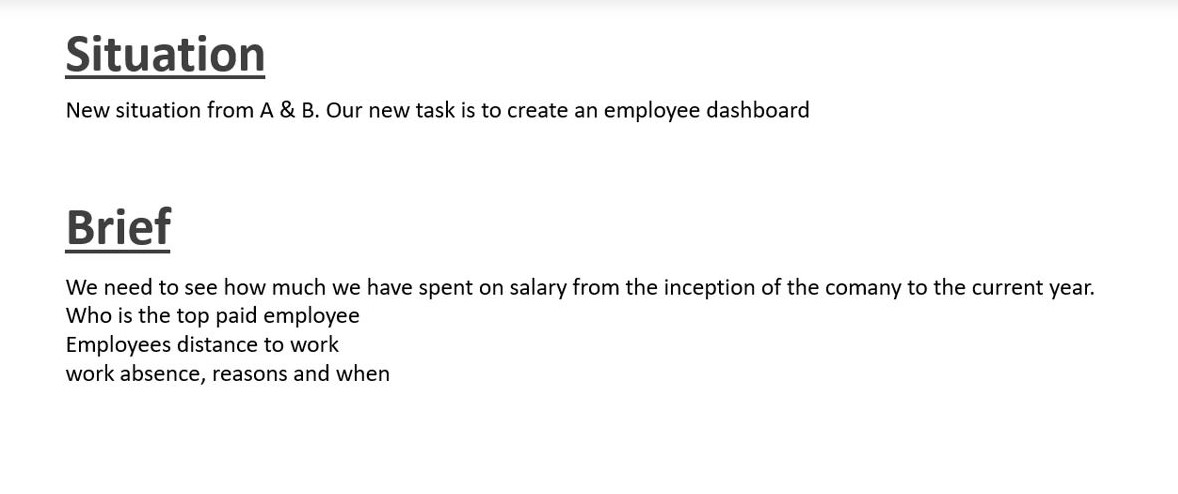 Situation
New situation from A & B. Our new task is to create an employee dashboard
Brief
We need to see how much we have spent on salary from the inception of the comany to the current year.
Who is the top paid employee
Employees distance to work
work absence, reasons and when